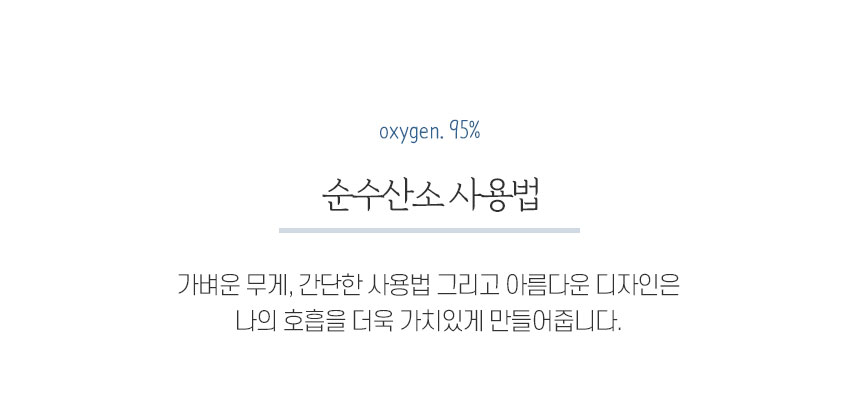 oxygen. 95%
순수산소 사용법
가벼운 무게, 간단한 사용법 그리고 아름다운 디자인은
나의 호흡을 더욱 가치있게 만들어줍니다.